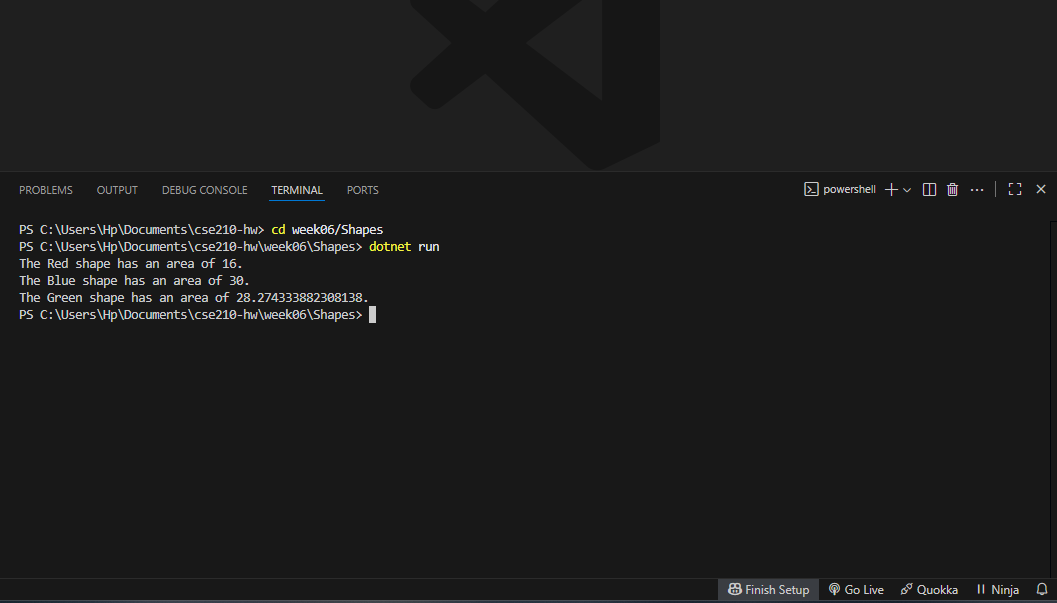 PROBLEMS OUTPUT DEBUG CONSOLE TERMINAL PORTS powershell
PS C:\Users\Hp\Documents\cse210-hw> cd week06/Shapes
PS C:\Users\Hp\Documents\cse210-hw\week06\Shapes> dotnet run
The Red shape has an area of 16.
The Blue shape has an area of 30.
The Green shape has an area of 28.274333882308138.
PS C:\Users\Hp\Documents\cse210-hw\week06\Shapes>
Finish Setup Go Live Quokka Ninja